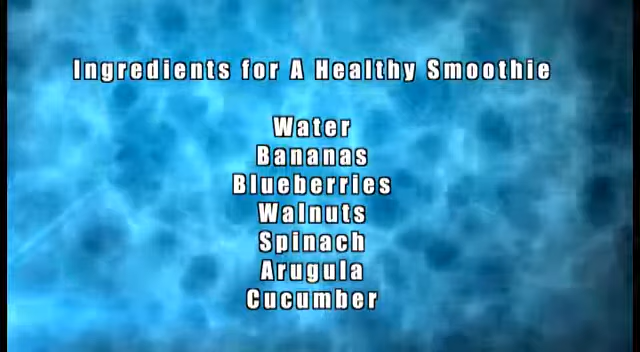 Ingredients for A Healthy Smoothie
Water
Bananas
Blueberries
Walnuts
Spinach
Arugula
Cucumber